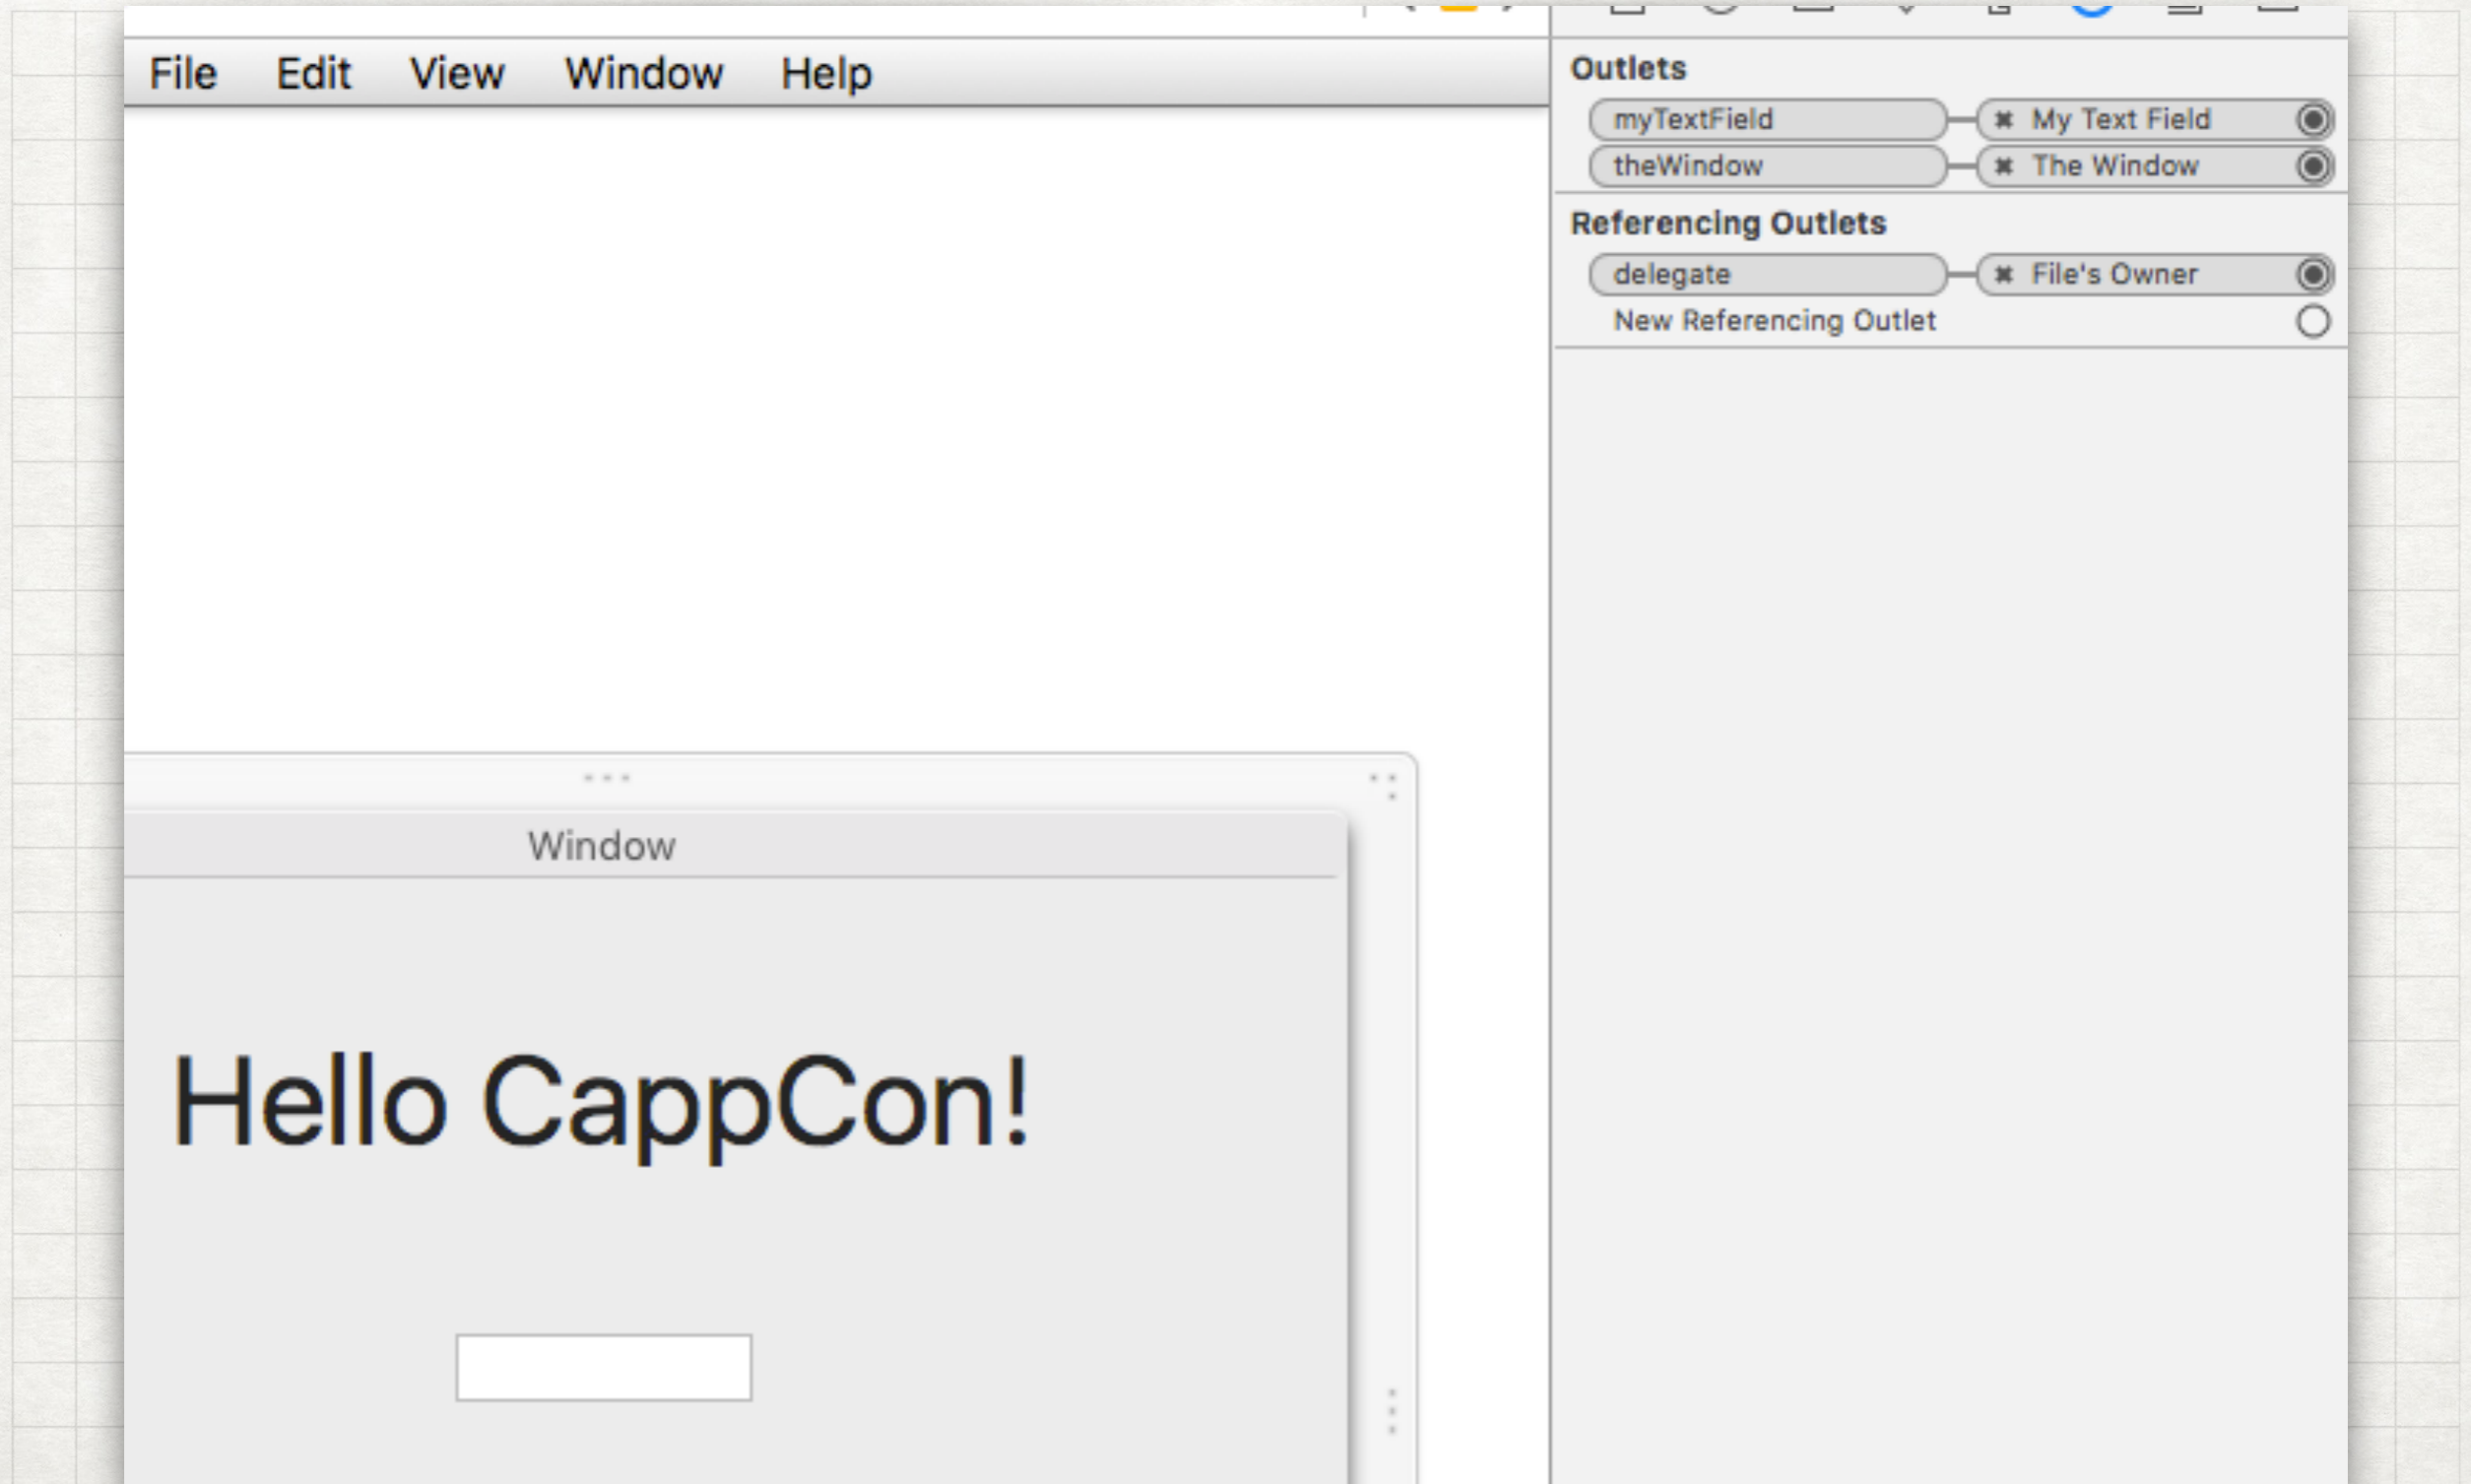 File Edit View Window Help
Outlets
myTextField ✖ My Text Field
theWindow ✖ The Window
Referencing Outlets
delegate ✖ File's Owner
New Referencing Outlet
Window
Hello CappCon!